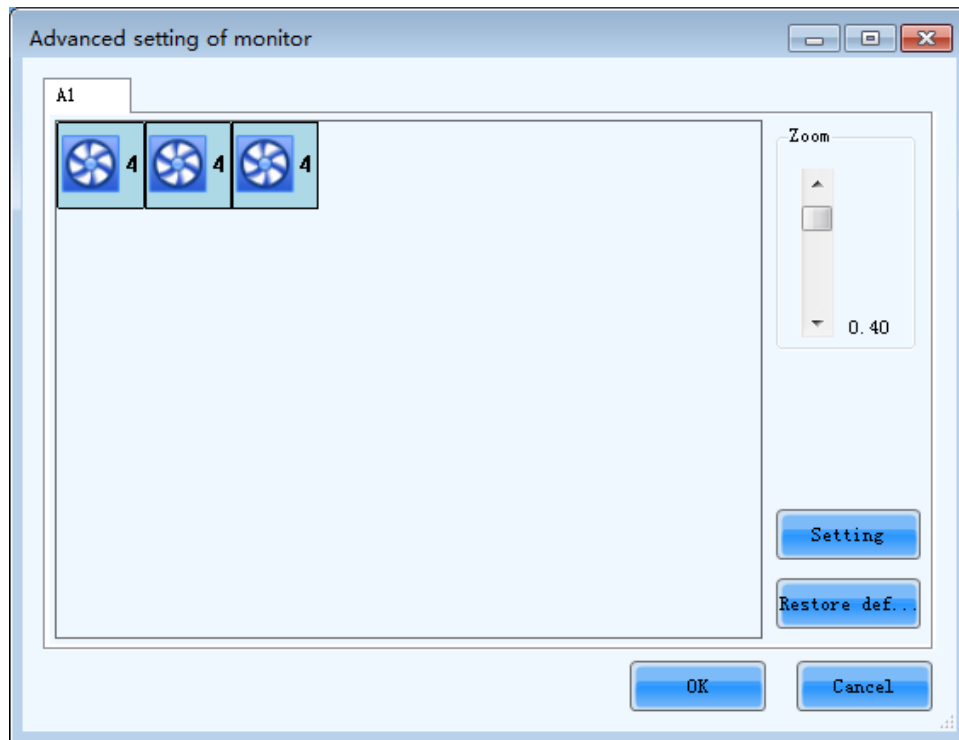 Advanced setting of monitor
A1
4 4 4
Zoom
0.40
Setting
Restore def...
OK
Cancel